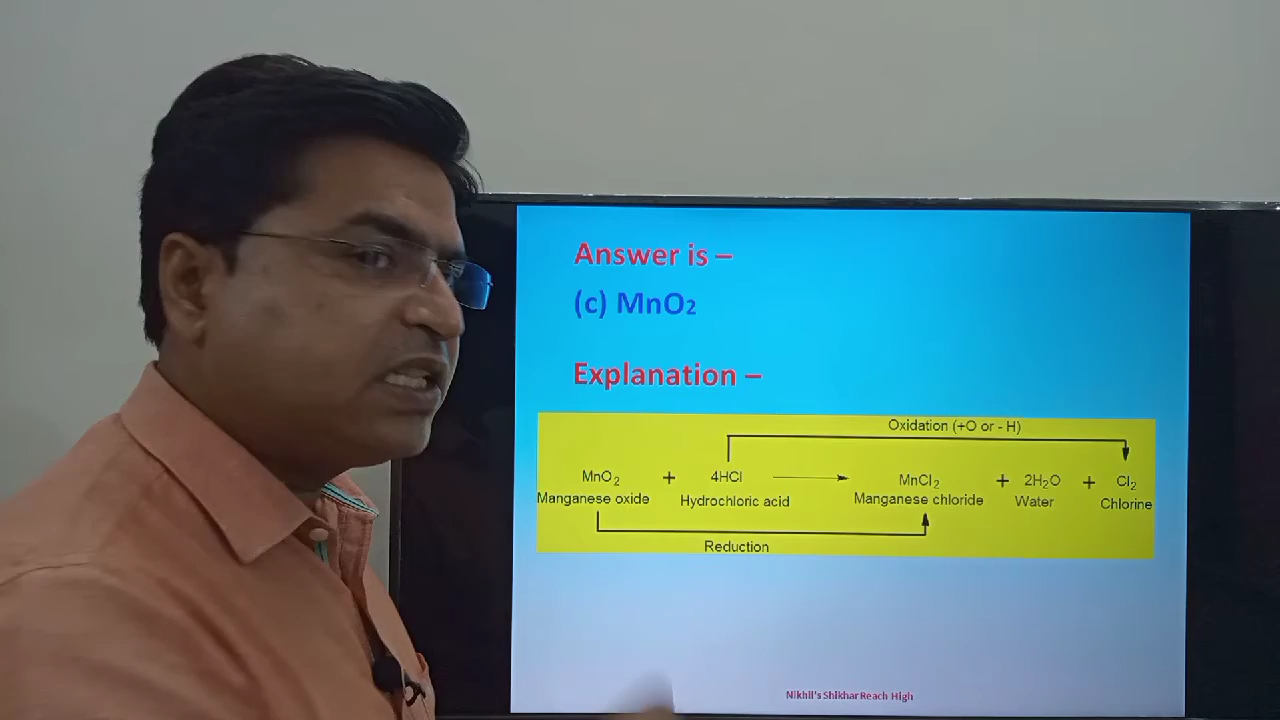 Answer is –
(c) MnO₂
Explanation –
Oxidation (+O or - H)
MnO₂ + 4HCl ⟶ MnCl₂ + 2H₂O + Cl₂
Manganese oxide Hydrochloric acid Manganese chloride Water Chlorine
Reduction
Nikhil's Shikhar Reach High